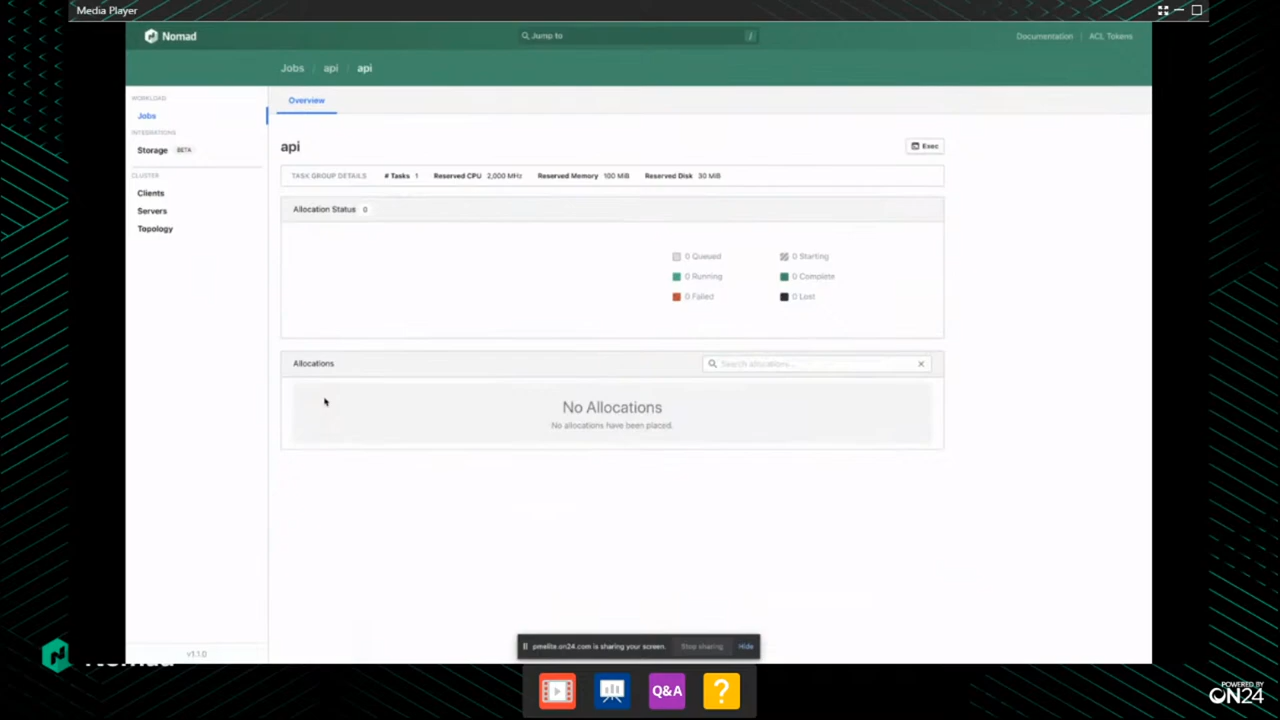 Media Player
Nomad
Jump to /
Documentation ACL Tokens
Jobs / api / api
WORKLOAD
Jobs
INTEGRATIONS
Storage BETA
CLUSTER
Clients
Servers
Topology
v1.1.0
Overview
api
Exec
TASK GROUP DETAILS # Tasks 1 Reserved CPU 2,000 MHz Reserved Memory 100 MiB Reserved Disk 30 MiB
Allocation Status 0
0 Queued 0 Starting
0 Running 0 Complete
0 Failed 0 Lost
Allocations
Search allocations...
No Allocations
No allocations have been placed.
pmelite.on24.com is sharing your screen. Stop sharing Hide
Nomad
Q&A
?
POWERED BY
ON24